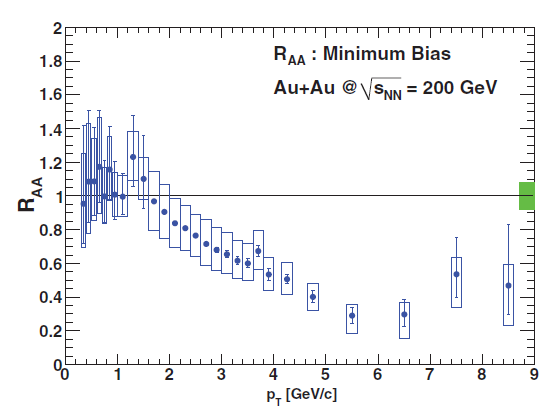 2
1.8
1.6
1.4
1.2
1
0.8
0.6
0.4
0.2
0
R_AA
R_AA : Minimum Bias
Au+Au @ √s_NN = 200 GeV
0 1 2 3 4 5 6 7 8 9
p_T [GeV/c]